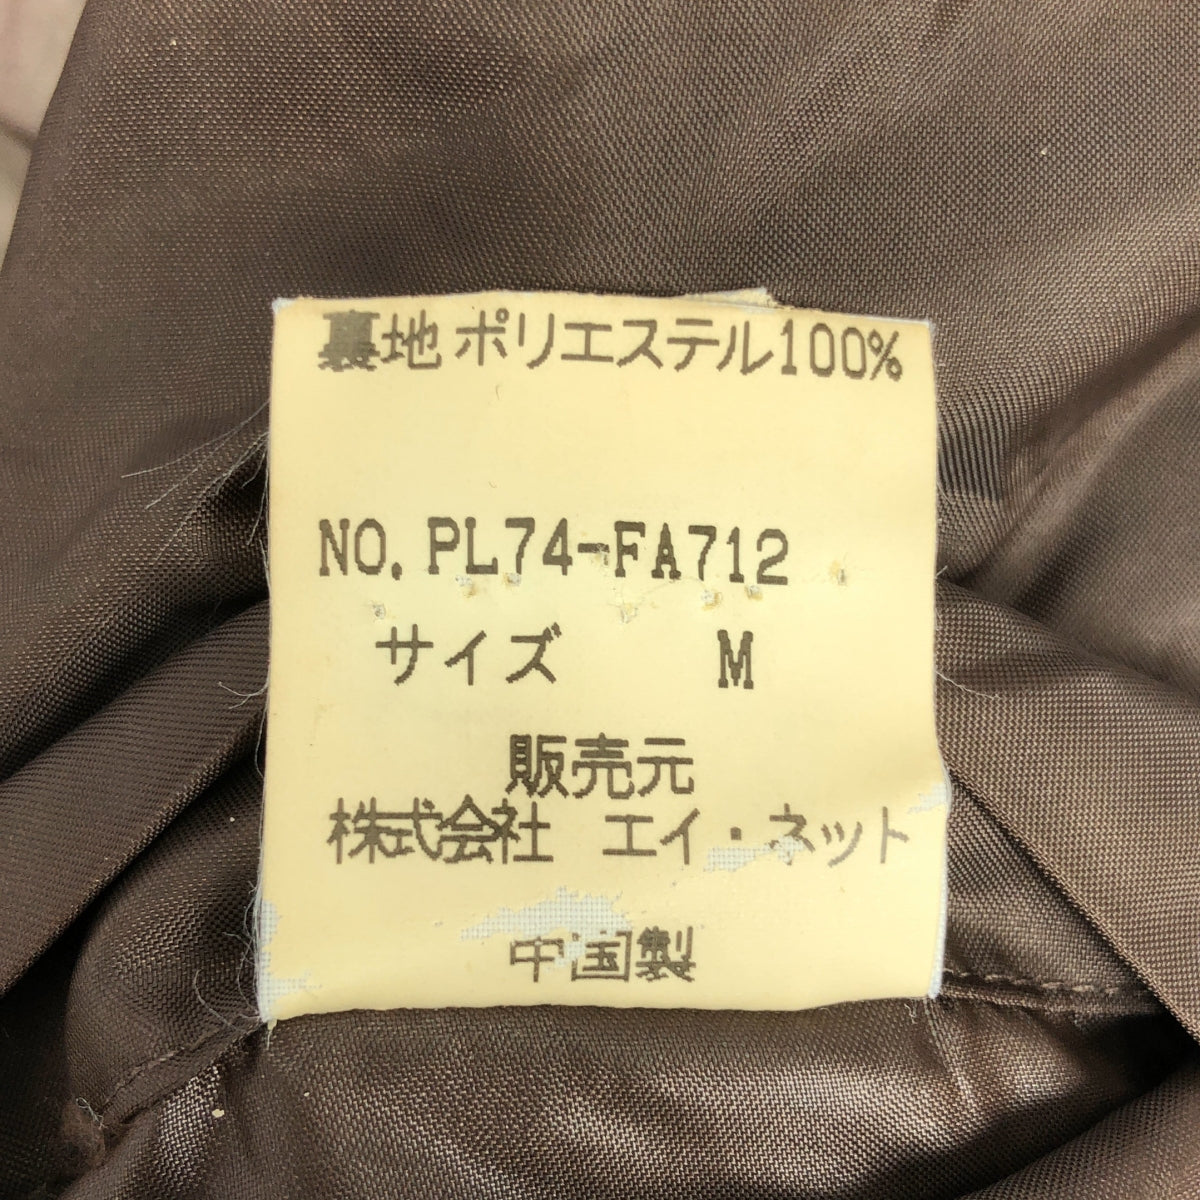 裏地 ポリエステル100%
NO. PL74-FA712
サイズ M
販売元
株式会社 エイ・ネット
中国製